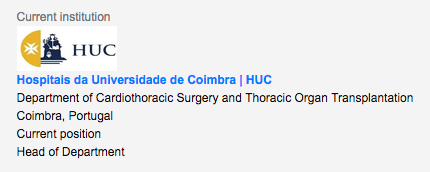 Current institution
HUC
Hospitais da Universidade de Coimbra | HUC
Department of Cardiothoracic Surgery and Thoracic Organ Transplantation
Coimbra, Portugal
Current position
Head of Department